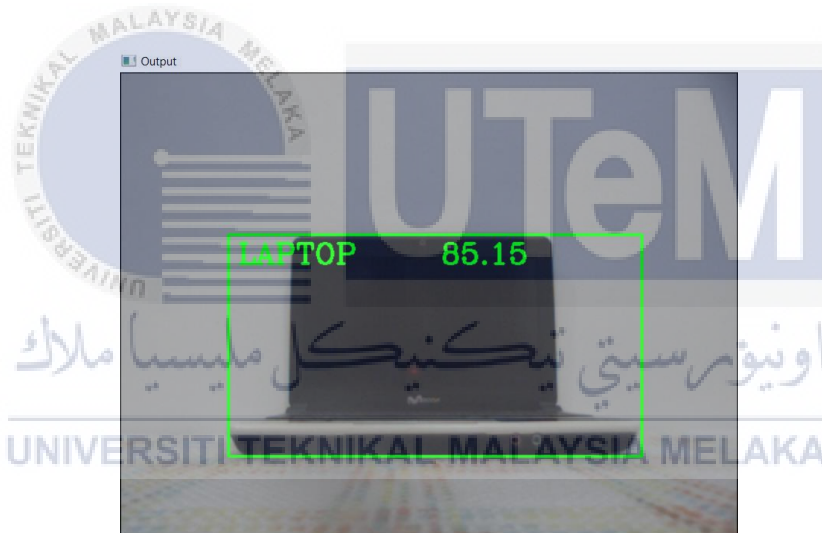 UNIVERSITI TEKNIKAL MALAYSIA MELAKA
Output
UTeM
LAPTOP 85.15
اونيۏرسيتي تيكنيكل مليسيا ملاك
UNIVERSITI TEKNIKAL MALAYSIA MELAKA